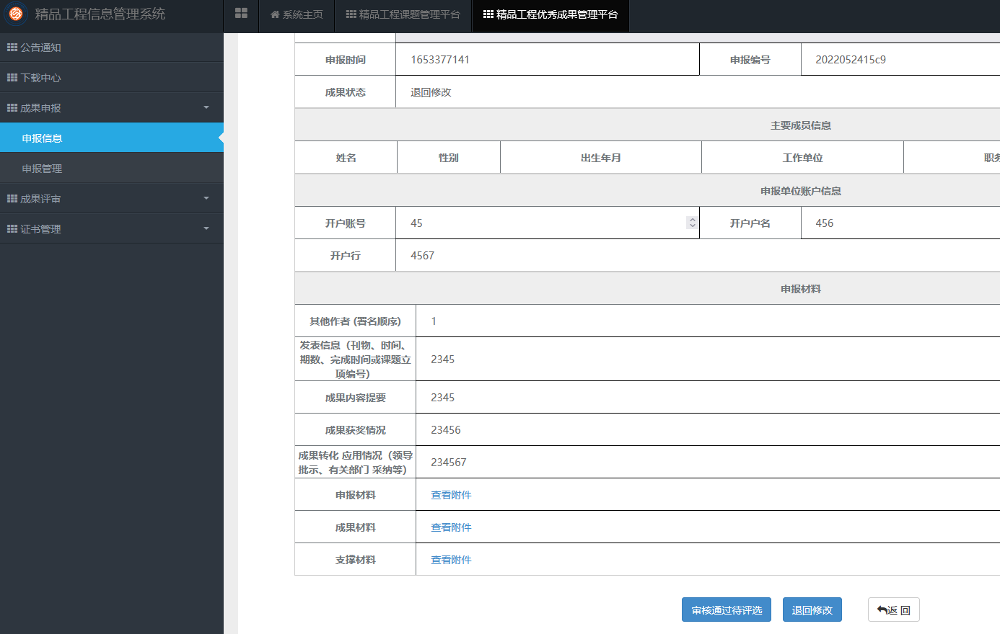 精品工程信息管理系统
系统主页
精品工程课题管理平台
精品工程优秀成果管理平台
公告通知
下载中心
成果申报
申报信息
申报管理
成果评审
证书管理
申报时间 1653377141 申报编号 2022052415c9
成果状态 退回修改
主要成员信息
姓名 性别 出生年月 工作单位 职务
申报单位账户信息
开户账号 45 开户户名 456
开户行 4567
申报材料
其他作者 (署名顺序) 1
发表信息（刊物、时间、
期数、完成时间或课题立
项编号）
2345
成果内容提要 2345
成果获奖情况 23456
成果转化 应用情况（领导
批示、有关部门 采纳等）
234567
申报材料 查看附件
成果材料 查看附件
支撑材料 查看附件
审核通过待评选 退回修改 返 回